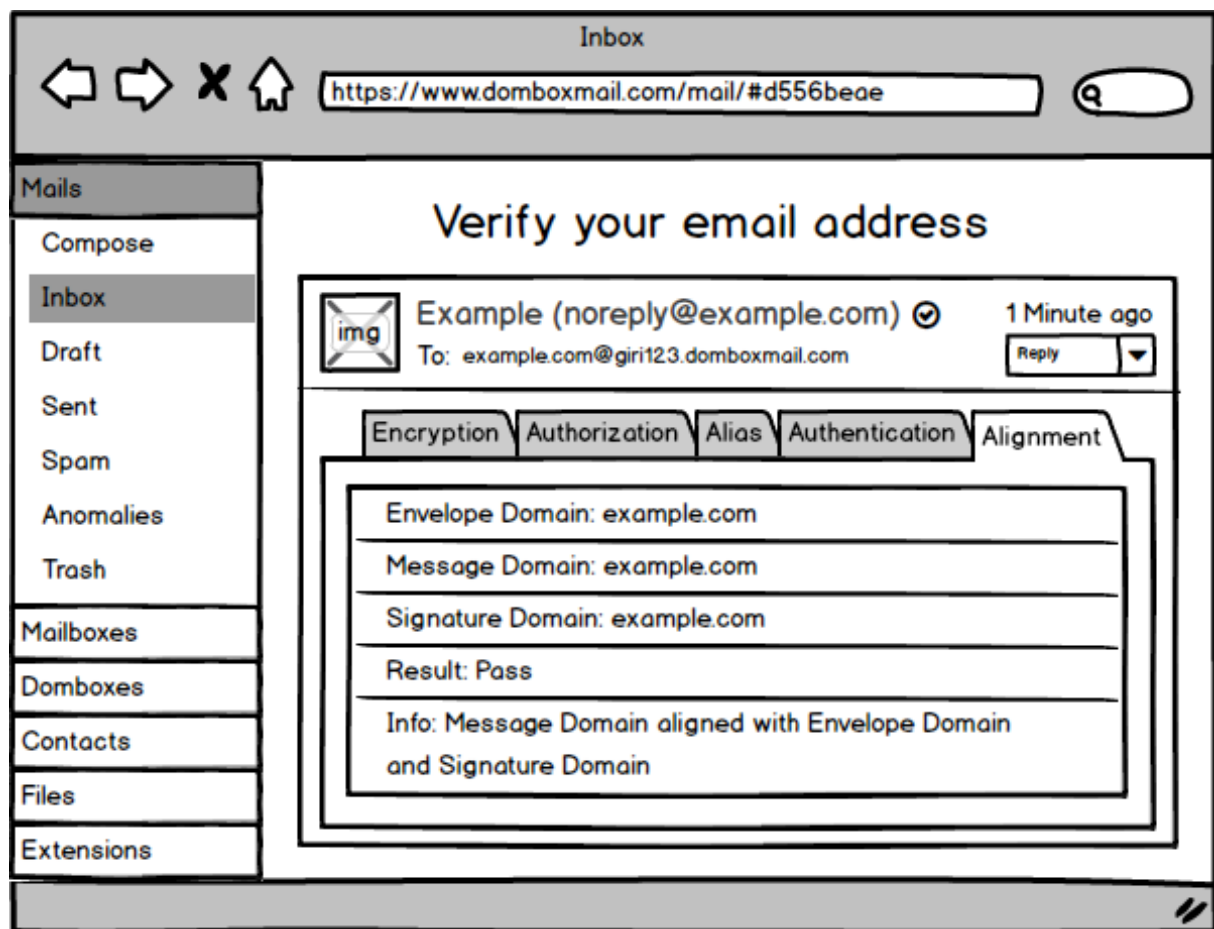 Inbox
https://www.domboxmail.com/mail/#d556beae
Mails
Compose
Inbox
Draft
Sent
Spam
Anomalies
Trash
Mailboxes
Domboxes
Contacts
Files
Extensions
Verify your email address
img
Example (noreply@example.com)
1 Minute ago
To: example.com@giri123.domboxmail.com
Reply
Encryption Authorization Alias Authentication Alignment
Envelope Domain: example.com
Message Domain: example.com
Signature Domain: example.com
Result: Pass
Info: Message Domain aligned with Envelope Domain
and Signature Domain